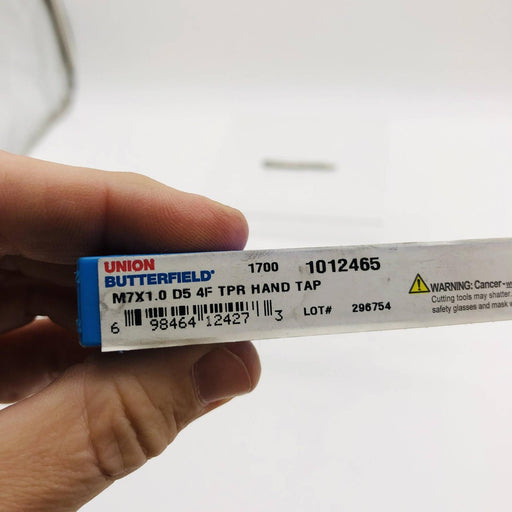 UNION
BUTTERFIELD® 1700 1012465
M7X1.0 D5 4F TPR HAND TAP
6 98464 12427 3 LOT# 296754
WARNING: Cancer
Cutting tools may shatter.
safety glasses and mask